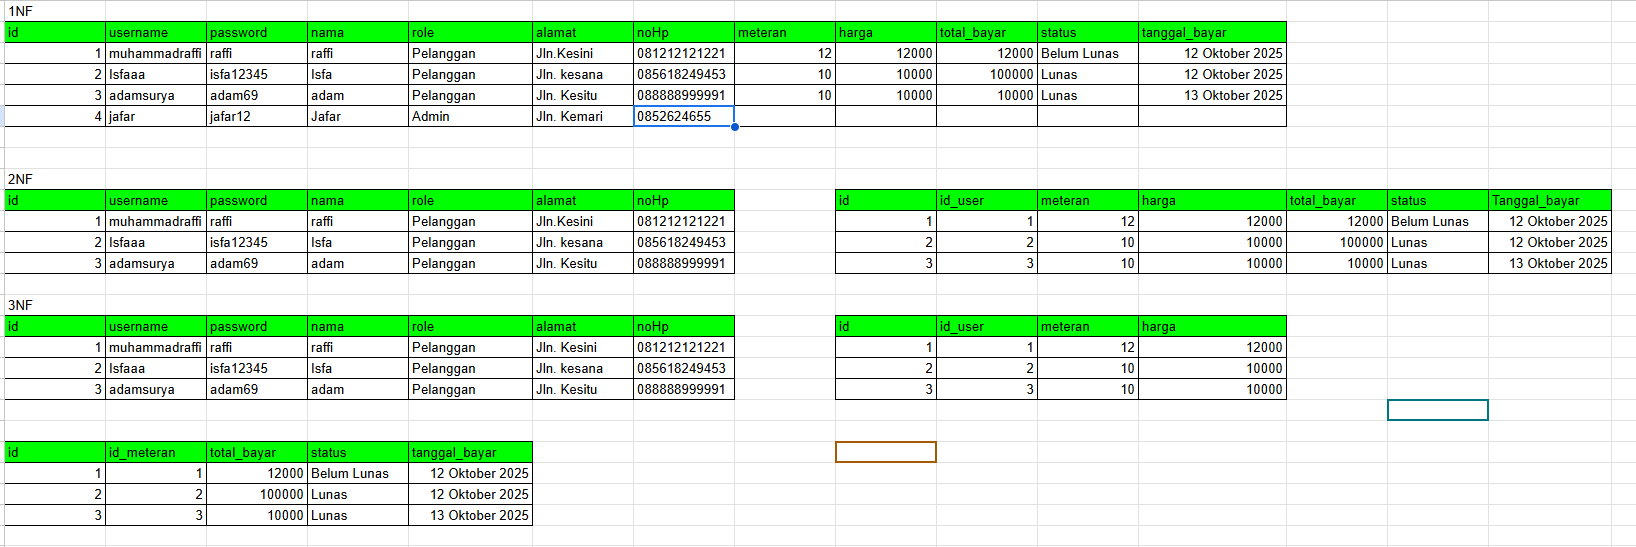 1NF
id username password nama role alamat noHp meteran harga total_bayar status tanggal_bayar
1 muhammadraffi raffi raffi Pelanggan Jln.Kesini 081212121221 12 12000 12000 Belum Lunas 12 Oktober 2025
2 Isfaaa isfa12345 Isfa Pelanggan Jln. kesana 085618249453 10 10000 100000 Lunas 12 Oktober 2025
3 adamsurya adam69 adam Pelanggan Jln. Kesitu 088888999991 10 10000 10000 Lunas 13 Oktober 2025
4 jafar jafar12 Jafar Admin Jln. Kemari 0852624655
2NF
id username password nama role alamat noHp id id_user meteran harga total_bayar status Tanggal_bayar
1 muhammadraffi raffi raffi Pelanggan Jln.Kesini 081212121221 1 1 12 12000 12000 Belum Lunas 12 Oktober 2025
2 Isfaaa isfa12345 Isfa Pelanggan Jln. kesana 085618249453 2 2 10 10000 100000 Lunas 12 Oktober 2025
3 adamsurya adam69 adam Pelanggan Jln. Kesitu 088888999991 3 3 10 10000 10000 Lunas 13 Oktober 2025
3NF
id username password nama role alamat noHp id id_user meteran harga
1 muhammadraffi raffi raffi Pelanggan Jln. Kesini 081212121221 1 1 12 12000
2 Isfaaa isfa12345 Isfa Pelanggan Jln. kesana 085618249453 2 2 10 10000
3 adamsurya adam69 adam Pelanggan Jln. Kesitu 088888999991 3 3 10 10000
id id_meteran total_bayar status tanggal_bayar
1 1 12000 Belum Lunas 12 Oktober 2025
2 2 100000 Lunas 12 Oktober 2025
3 3 10000 Lunas 13 Oktober 2025